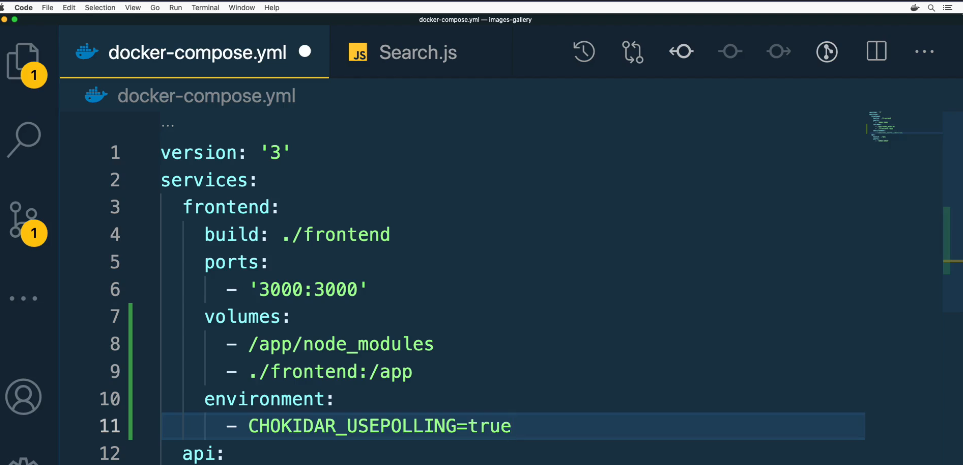 Code File Edit Selection View Go Run Terminal Window Help
docker-compose.yml — images-gallery
docker-compose.yml JS Search.js
1
docker-compose.yml
...
1 version: '3'
2 services:
3 frontend:
4 build: ./frontend
5 ports:
6 - '3000:3000'
7 volumes:
8 - /app/node_modules
9 - ./frontend:/app
10 environment:
11 - CHOKIDAR_USEPOLLING=true
12 api:
1